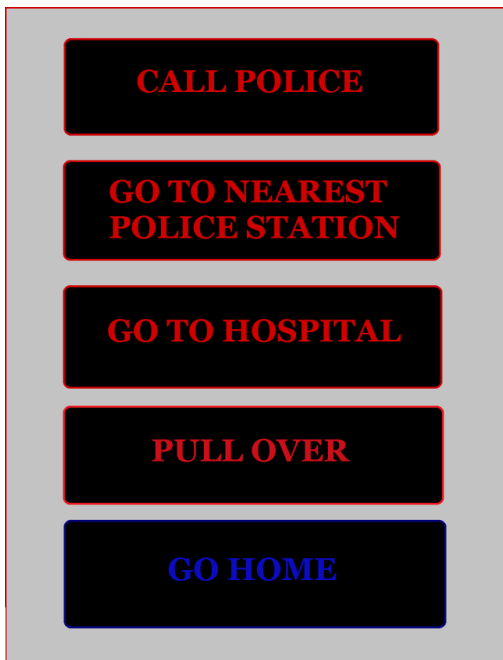 CALL POLICE
GO TO NEAREST
POLICE STATION
GO TO HOSPITAL
PULL OVER
GO HOME